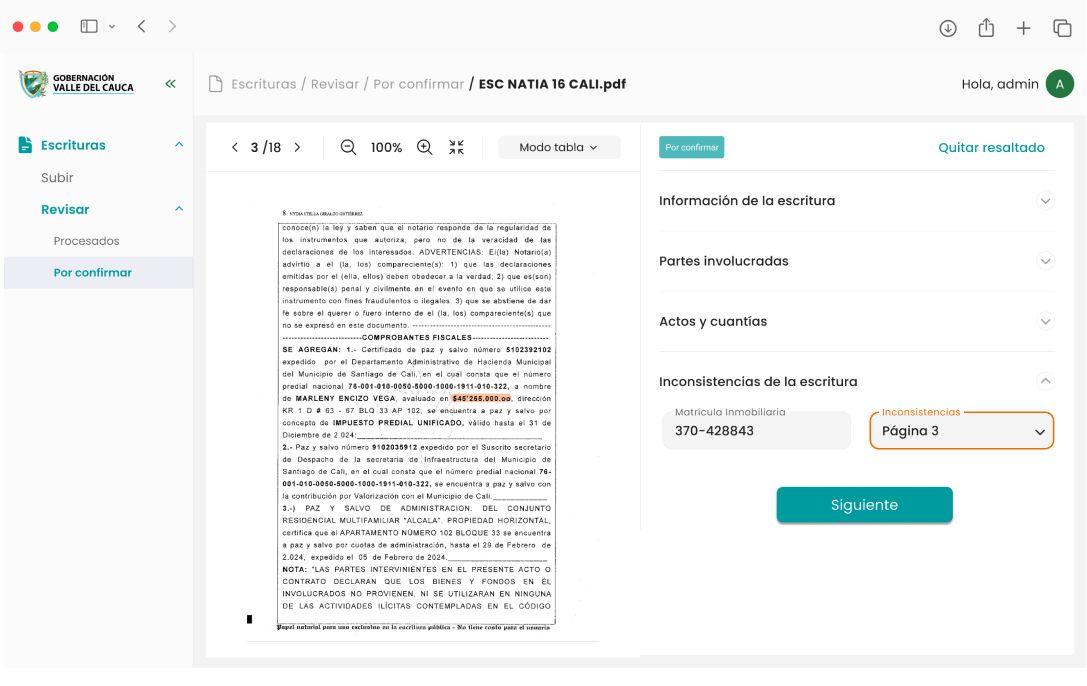 GOBERNACIÓN
VALLE DEL CAUCA
Escrituras / Revisar / Por confirmar / ESC NATIA 16 CALI.pdf
Hola, admin
A
Escrituras
Subir
Revisar
Procesados
Por confirmar
3 /18
100%
Modo tabla
8 NYDIA STELLA GIRALDO GUTIÉRREZ
conoce(n) la ley y saben que el notario responde de la regularidad de
los instrumentos que autoriza, pero no de la veracidad de las
declaraciones de los interesados. ADVERTENCIAS: El(la) Notario(a)
advirtio a el (la, los) compareciente(s): 1) que las declaraciones
emitidas por el (ella, ellos) deben obedecer a la verdad; 2) que es(son)
responsable(s) penal y civilmente en el evento en que se utilice este
instrumento con fines fraudulentos o ilegales. 3) que se abstiene de dar
fe sobre el querer o fuero interno de el (la, los) compareciente(s) que
no se expresó en este documento. ------------------------------------------------
-----------------------------COMPROBANTES FISCALES---------------------------
SE AGREGAN: 1.- Certificado de paz y salvo número 5102392102
expedido por el Departamento Administrativo de Hacienda Municipal
del Municipio de Santiago de Cali, en el cual consta que el número
predial nacional 76-001-010-0050-5000-1000-1911-010-322, a nombre
de MARLENY ENCIZO VEGA, avaluado en $45'265.000.oo, dirección
KR 1 D # 63 - 67 BLQ 33 AP 102; se encuentra a paz y salvo por
concepto de IMPUESTO PREDIAL UNIFICADO, válido hasta el 31 de
Diciembre de 2 024:______________________________
2.- Paz y salvo número 9102035912 expedido por el Suscrito secretario
de Despacho de la secretaria de Infraestructura del Municipio de
Santiago de Cali, en el cual consta que el número predial nacional 76-
001-010-0050-5000-1000-1911-010-322, se encuentra a paz y salvo con
la contribución por Valorización con el Municipio de Cali.____________
3.-) PAZ Y SALVO DE ADMINISTRACION: DEL CONJUNTO
RESIDENCIAL MULTIFAMILIAR "ALCALA". PROPIEDAD HORIZONTAL,
certifica que el APARTAMENTO NÚMERO 102 BLOQUE 33 se encuentra
a paz y salvo por cuotas de administración, hasta el 29 de Febrero de
2.024, expedido el 05 de Febrero de 2024.____________________
NOTA: "LAS PARTES INTERVINIENTES EN EL PRESENTE ACTO O
CONTRATO DECLARAN QUE LOS BIENES Y FONDOS EN ÉL
INVOLUCRADOS NO PROVIENEN, NI SE UTILIZARAN EN NINGUNA
DE LAS ACTIVIDADES ILÍCITAS CONTEMPLADAS EN EL CÓDIGO
Papel notarial para uso exclusivo en la escritura pública - No tiene costo para el usuario
Por confirmar
Quitar resaltado
Información de la escritura
Partes involucradas
Actos y cuantías
Inconsistencias de la escritura
Matrícula Inmobiliaria
370-428843
Inconsistencias
Página 3
Siguiente